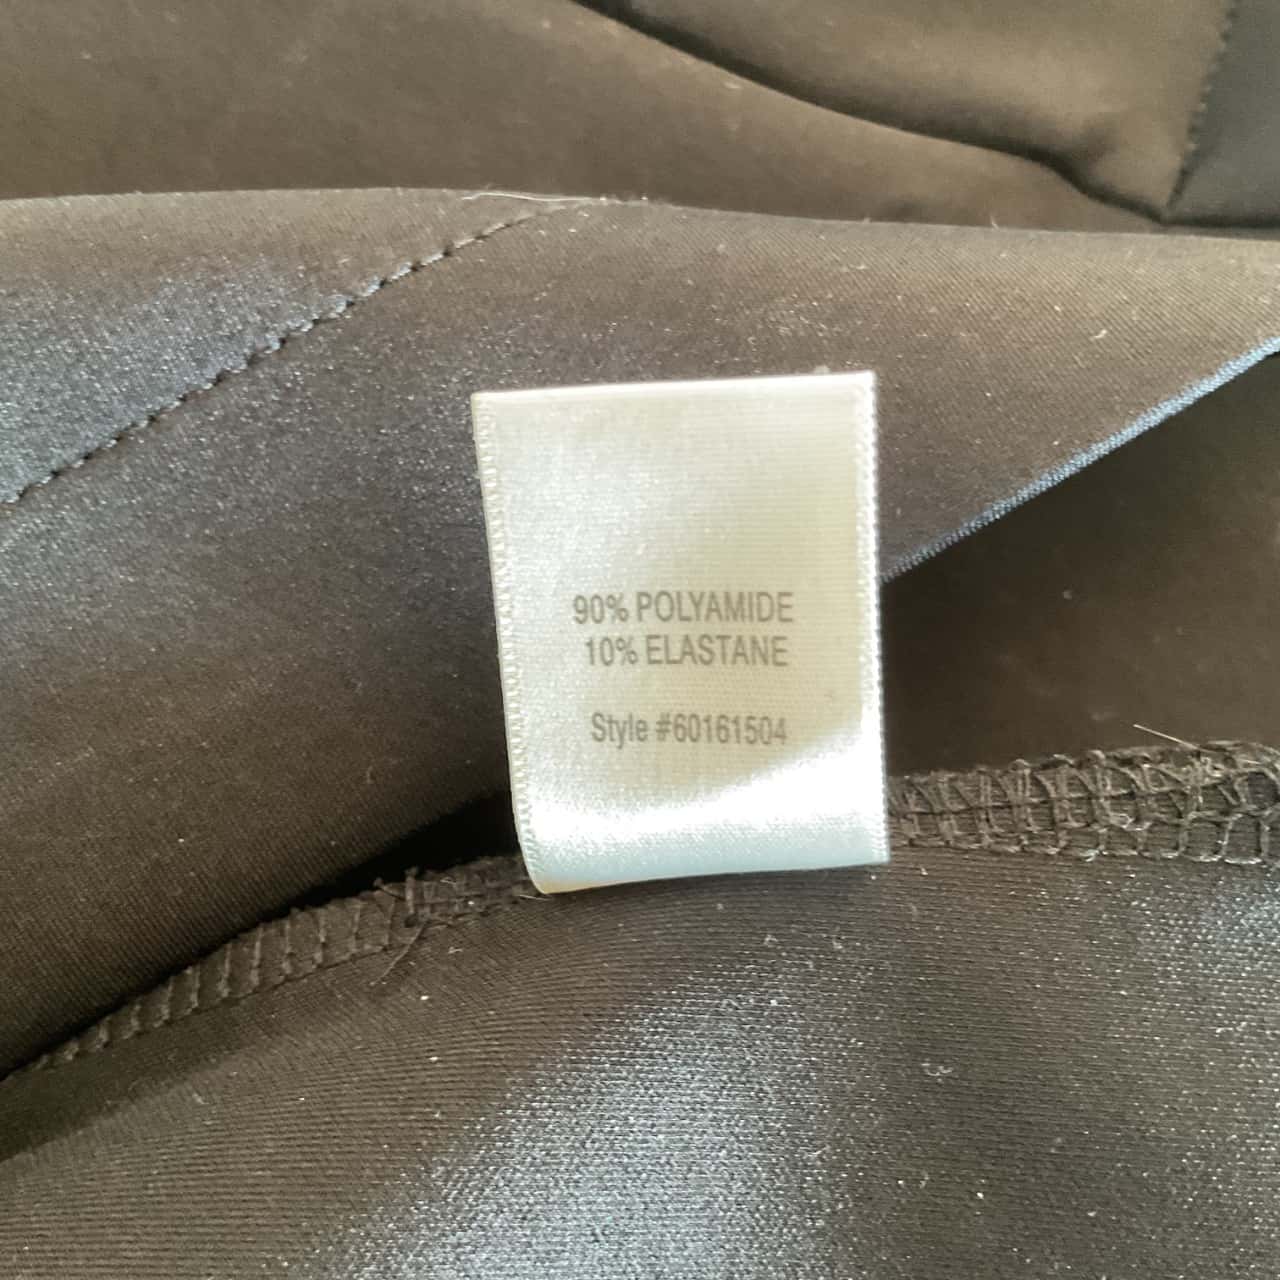 90% POLYAMIDE
10% ELASTANE
Style #60161504